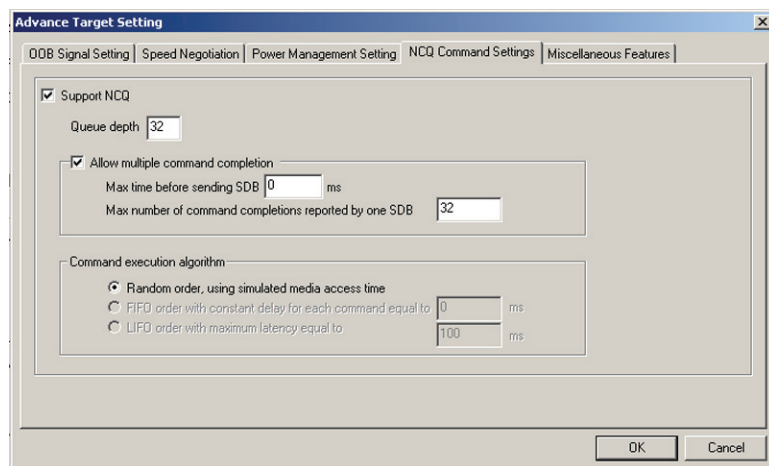 Advance Target Setting
OOB Signal Setting Speed Negotiation Power Management Setting NCQ Command Settings Miscellaneous Features
Support NCQ
Queue depth 32
Allow multiple command completion
Max time before sending SDB 0 ms
Max number of command completions reported by one SDB 32
Command execution algorithm
Random order, using simulated media access time
FIFO order with constant delay for each command equal to 0 ms
LIFO order with maximum latency equal to 100 ms
OK Cancel